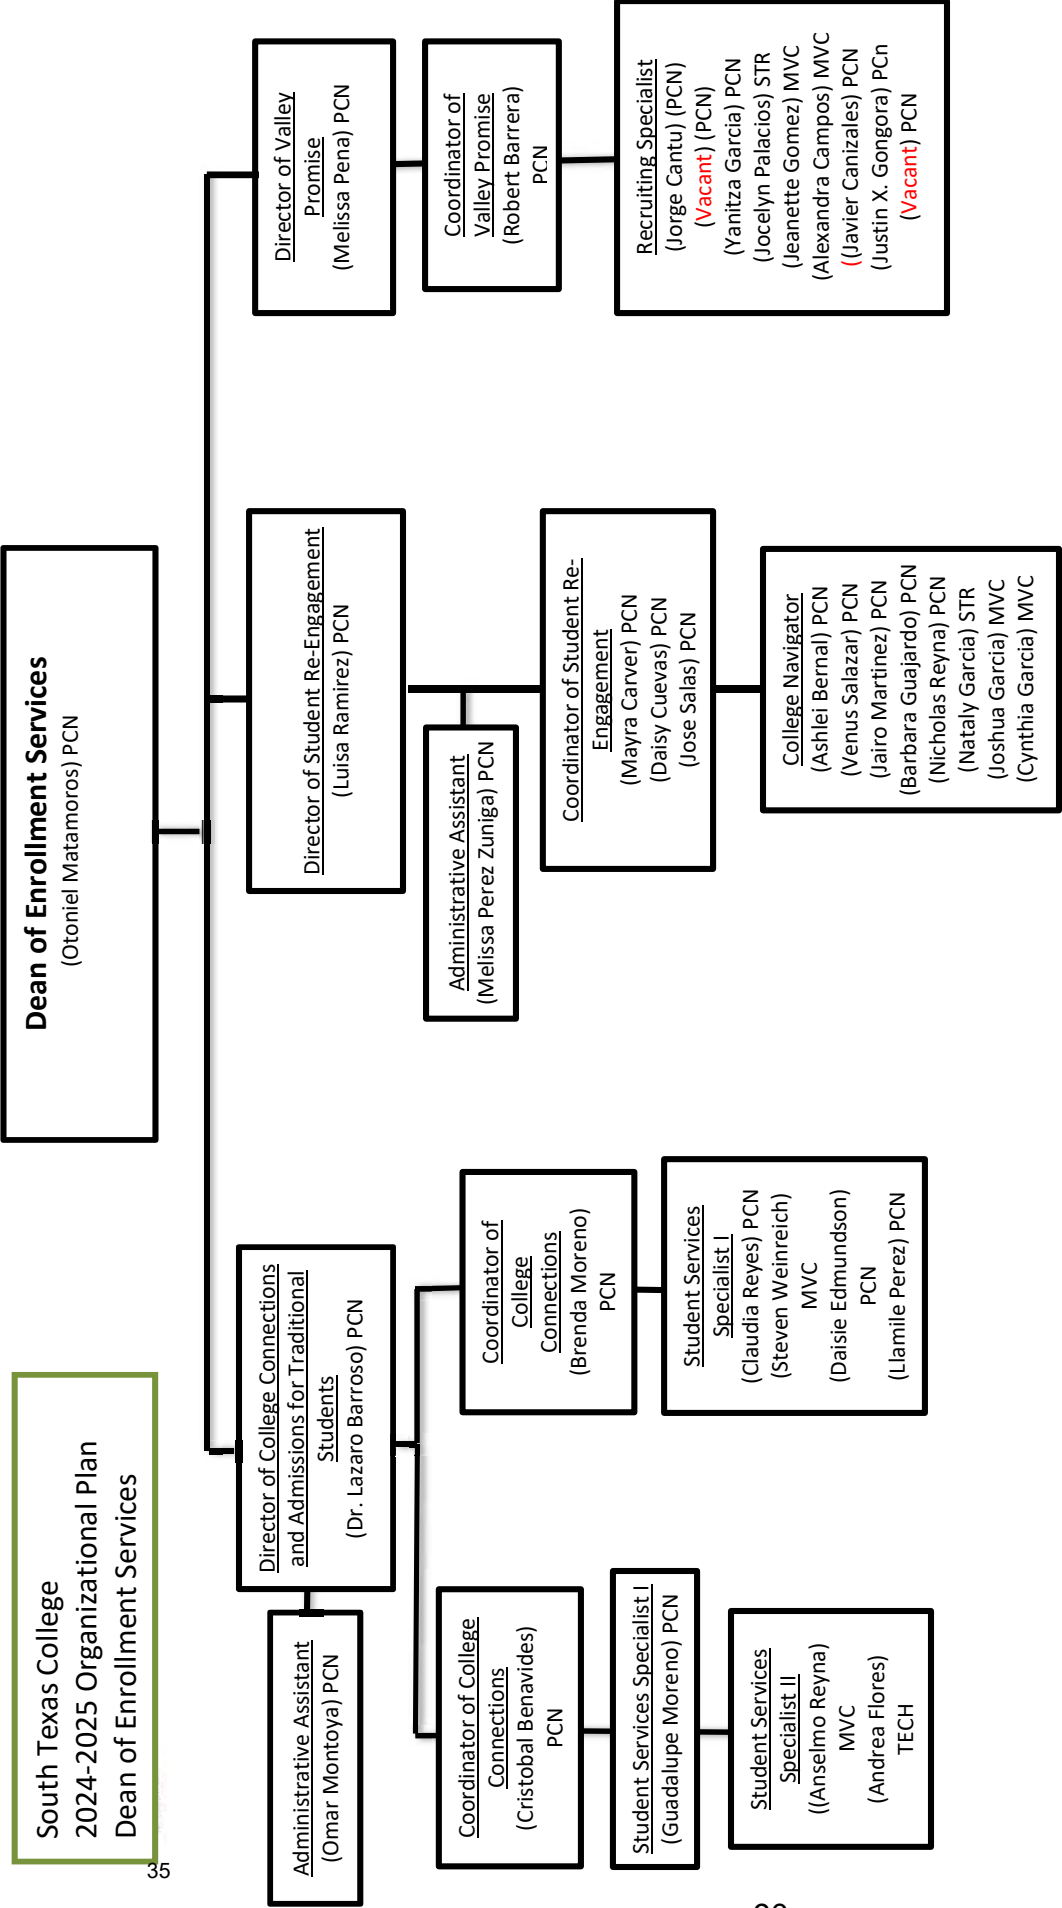 South Texas College
2024-2025 Organizational Plan
Dean of Enrollment Services
Dean of Enrollment Services
(Otoniel Matamoros) PCN
Administrative Assistant
(Omar Montoya) PCN
Director of College Connections
and Admissions for Traditional
Students
(Dr. Lazaro Barroso) PCN
Coordinator of College
Connections
(Cristobal Benavides)
PCN
Student Services Specialist I
(Guadalupe Moreno) PCN
Student Services
Specialist II
((Anselmo Reyna)
MVC
(Andrea Flores)
TECH
Coordinator of
College
Connections
(Brenda Moreno)
PCN
Student Services
Specialist I
(Claudia Reyes) PCN
(Steven Weinreich)
MVC
(Daisie Edmundson)
PCN
(Llamile Perez) PCN
Director of Student Re-Engagement
(Luisa Ramirez) PCN
Administrative Assistant
(Melissa Perez Zuniga) PCN
Coordinator of Student Re-
Engagement
(Mayra Carver) PCN
(Daisy Cuevas) PCN
(Jose Salas) PCN
College Navigator
(Ashlei Bernal) PCN
(Venus Salazar) PCN
(Jairo Martinez) PCN
(Barbara Guajardo) PCN
(Nicholas Reyna) PCN
(Nataly Garcia) STR
(Joshua Garcia) MVC
(Cynthia Garcia) MVC
Director of Valley
Promise
(Melissa Pena) PCN
Coordinator of
Valley Promise
(Robert Barrera)
PCN
Recruiting Specialist
(Jorge Cantu) (PCN)
(Vacant) (PCN)
(Yanitza Garcia) PCN
(Jocelyn Palacios) STR
(Jeanette Gomez) MVC
(Alexandra Campos) MVC
((Javier Canizales) PCN
(Justin X. Gongora) PCn
(Vacant) PCN
35